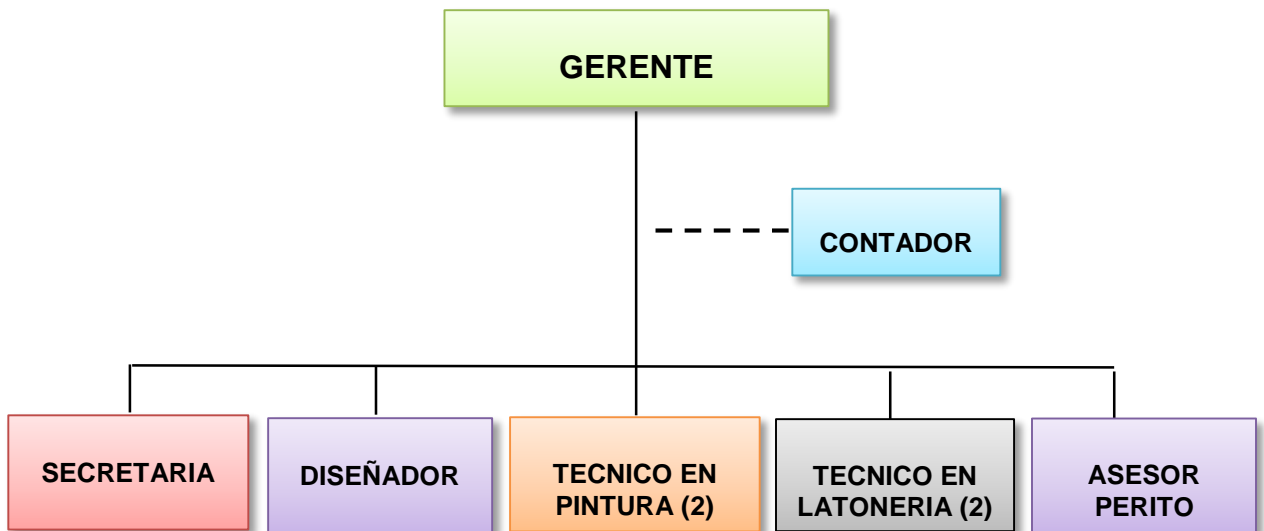 GERENTE
CONTADOR
SECRETARIA
DISEÑADOR
TECNICO EN
PINTURA (2)
TECNICO EN
LATONERIA (2)
ASESOR
PERITO